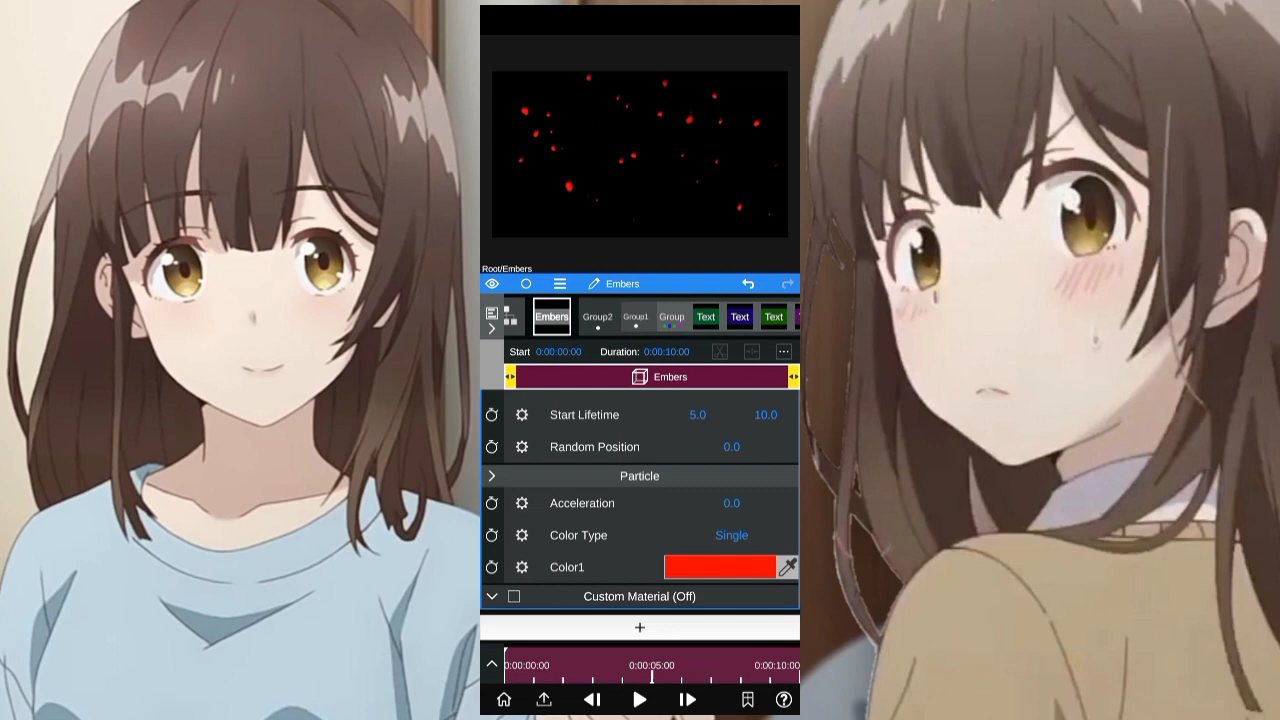 Root/Embers
Embers
Embers Group2 Group1 Group Text Text Text
Start 0:00:00:00 Duration: 0:00:10:00
Embers
Start Lifetime 5.0 10.0
Random Position 0.0
Particle
Acceleration 0.0
Color Type Single
Color1
Custom Material (Off)
+
0:00:00:00 0:00:05:00 0:00:10:00